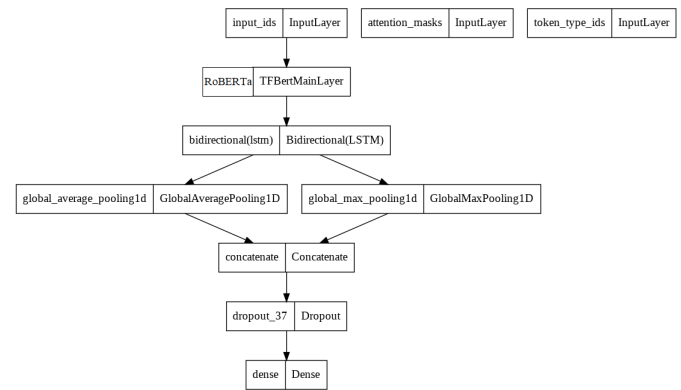 input_ids InputLayer attention_masks InputLayer token_type_ids InputLayer
RoBERTa TFBertMainLayer
bidirectional(lstm) Bidirectional(LSTM)
global_average_pooling1d GlobalAveragePooling1D global_max_pooling1d GlobalMaxPooling1D
concatenate Concatenate
dropout_37 Dropout
dense Dense